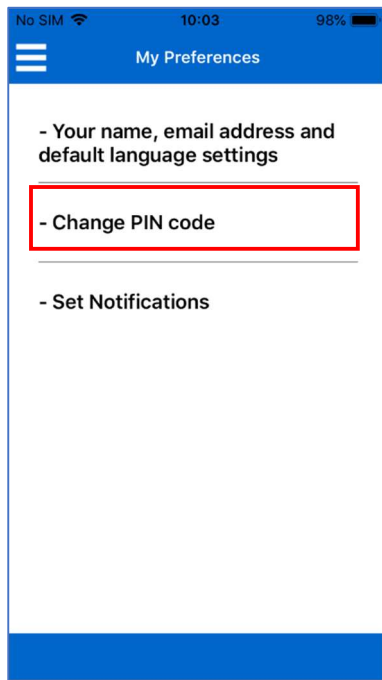 No SIM 10:03 98%
My Preferences
- Your name, email address and
default language settings
- Change PIN code
- Set Notifications